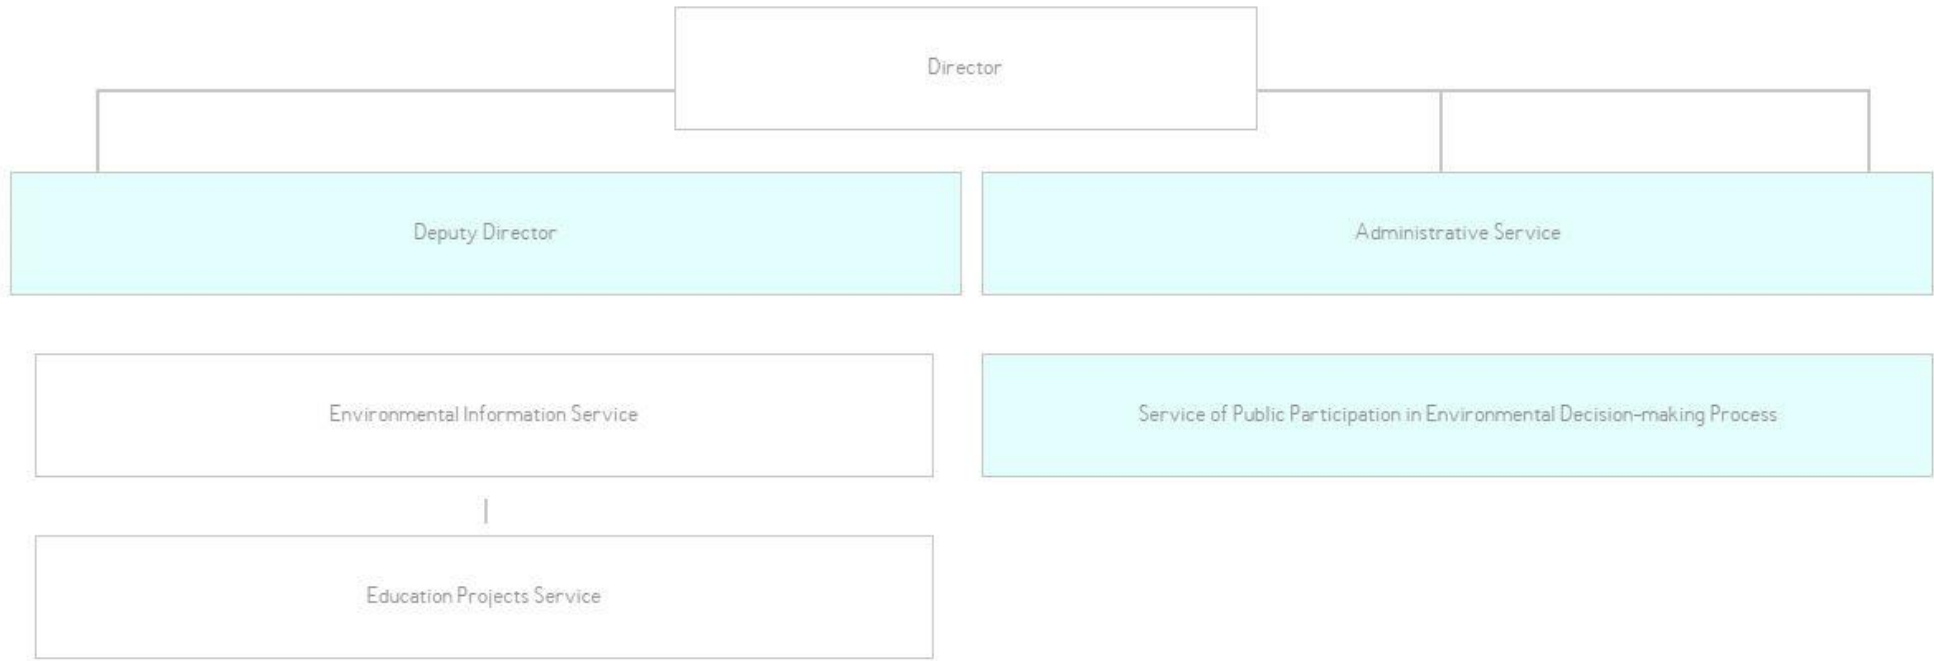 Director
Deputy Director
Administrative Service
Environmental Information Service
Service of Public Participation in Environmental Decision-making Process
Education Projects Service